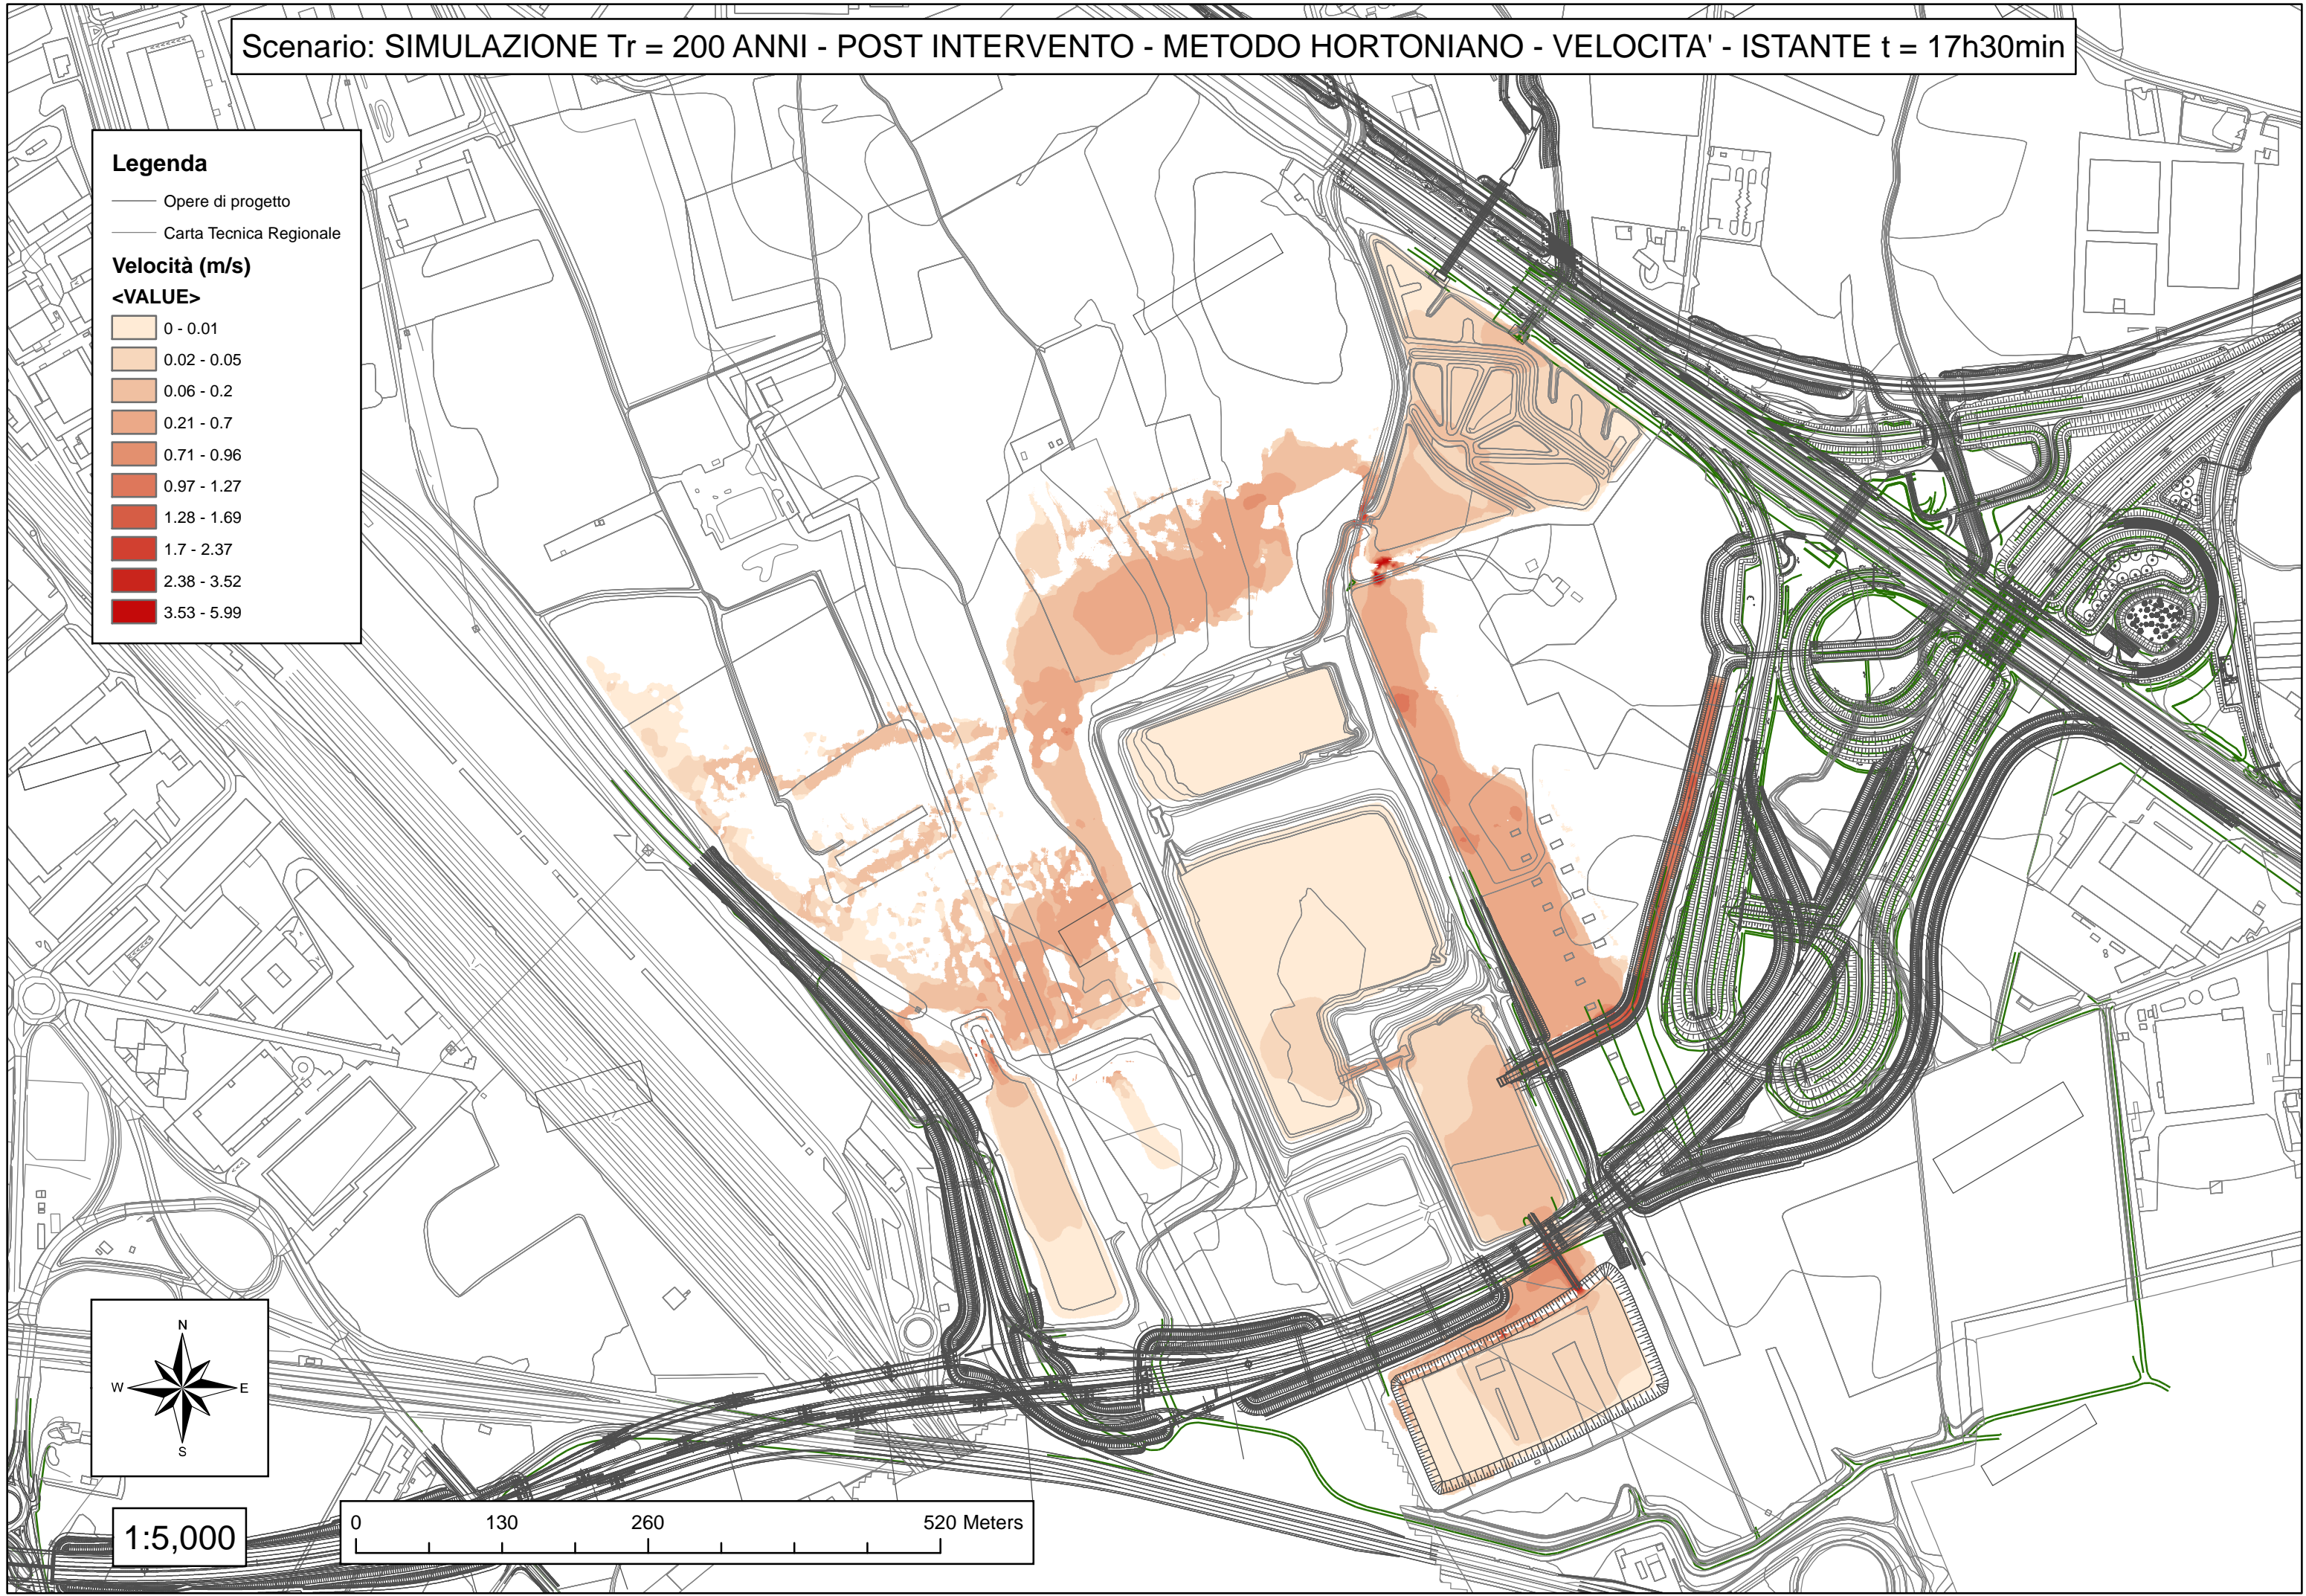 Scenario: SIMULAZIONE Tr = 200 ANNI - POST INTERVENTO - METODO HORTONIANO - VELOCITA' - ISTANTE t = 17h30min
Legenda
Opere di progetto
Carta Tecnica Regionale
Velocità (m/s)
<VALUE>
0 - 0.01
0.02 - 0.05
0.06 - 0.2
0.21 - 0.7
0.71 - 0.96
0.97 - 1.27
1.28 - 1.69
1.7 - 2.37
2.38 - 3.52
3.53 - 5.99
N
W E
S
1:5,000
0 130 260 520 Meters